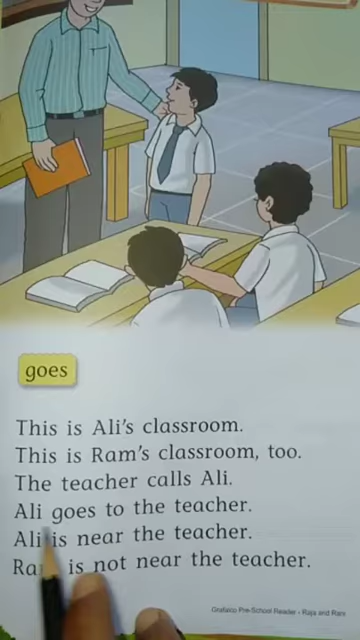 goes
This is Ali's classroom.
This is Ram's classroom, too.
The teacher calls Ali.
Ali goes to the teacher.
Ali is near the teacher.
is not near the teacher.
Grafalco Pre-School Reader - Raja and Rani